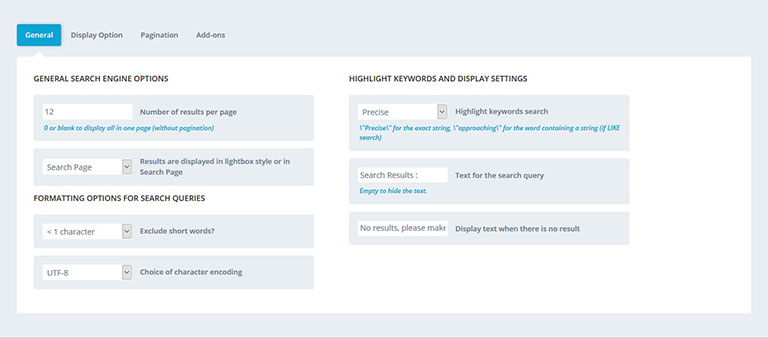 General
Display Option
Pagination
Add-ons
GENERAL SEARCH ENGINE OPTIONS
12
Number of results per page
0 or blank to display all in one page (without pagination)
Search Page
Results are displayed in lightbox style or in
Search Page
FORMATTING OPTIONS FOR SEARCH QUERIES
< 1 character
Exclude short words?
UTF-8
Choice of character encoding
HIGHLIGHT KEYWORDS AND DISPLAY SETTINGS
Precise
Highlight keywords search
\"Precise\" for the exact string, \"approaching\" for the word containing a string (if LIKE
search)
Search Results :
Text for the search query
Empty to hide the text.
No results, please make
Display text when there is no result